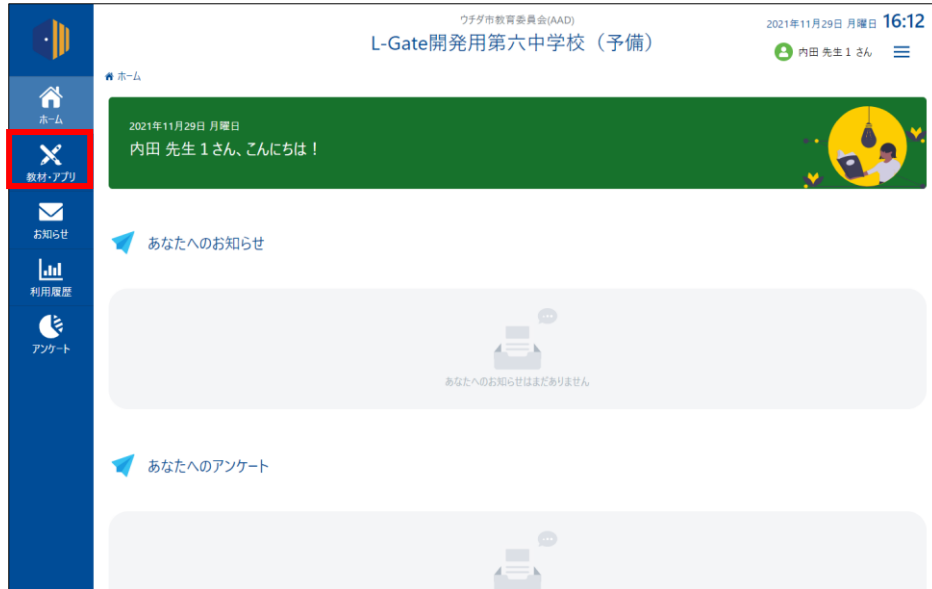 ウチダ市教育委員会(AAD)
L-Gate開発用第六中学校（予備）
2021年11月29日 月曜日 16:12
内田 先生１さん
ホーム
ホーム
教材・アプリ
お知らせ
利用履歴
アンケート
2021年11月29日 月曜日
内田 先生１さん、こんにちは！
あなたへのお知らせ
あなたへのお知らせはまだありません
あなたへのアンケート